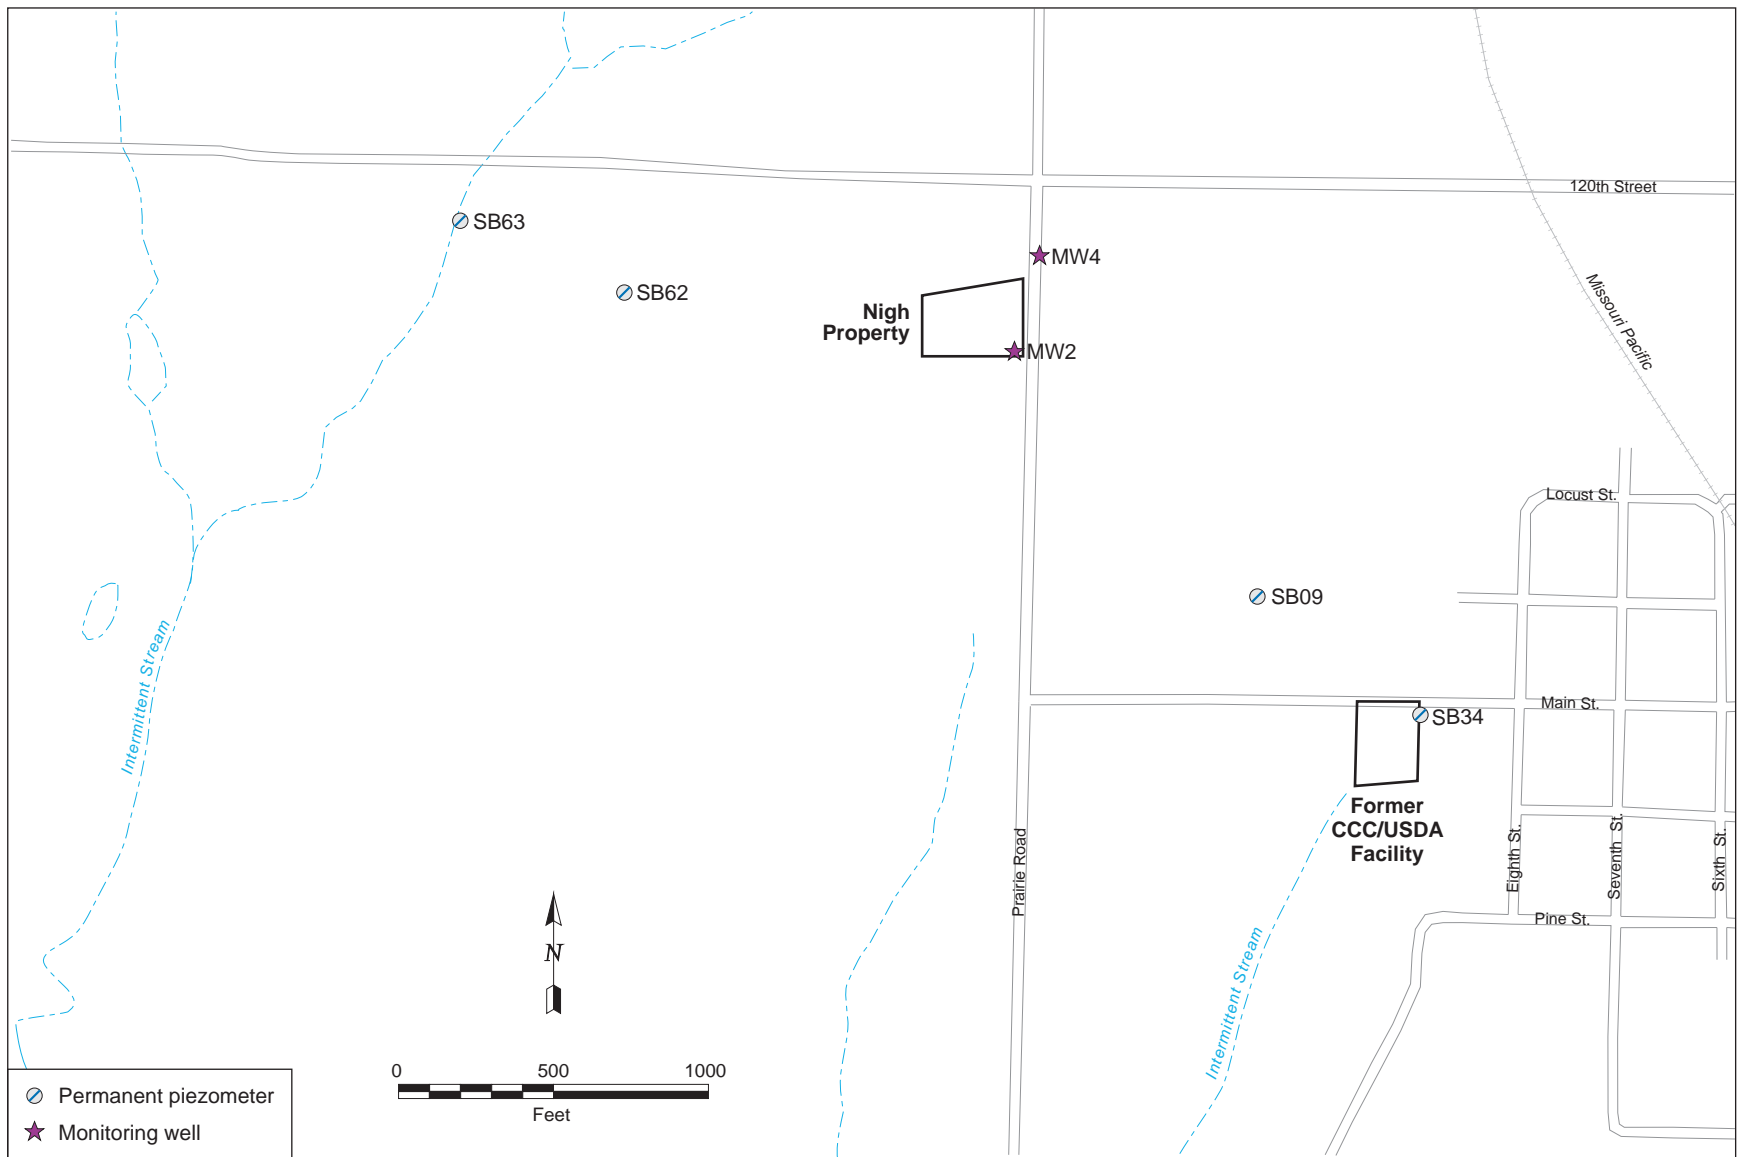 120th Street
SB63
MW4
SB62
Missouri Pacific
Nigh
Property
MW2
Locust St.
SB09
Intermittent Stream
Main St.
SB34
Former
CCC/USDA
Facility
Prairie Road
Eighth St.
Seventh St.
Sixth St.
Pine St.
N
Intermittent Stream
0 500 1000
Feet
Permanent piezometer
Monitoring well